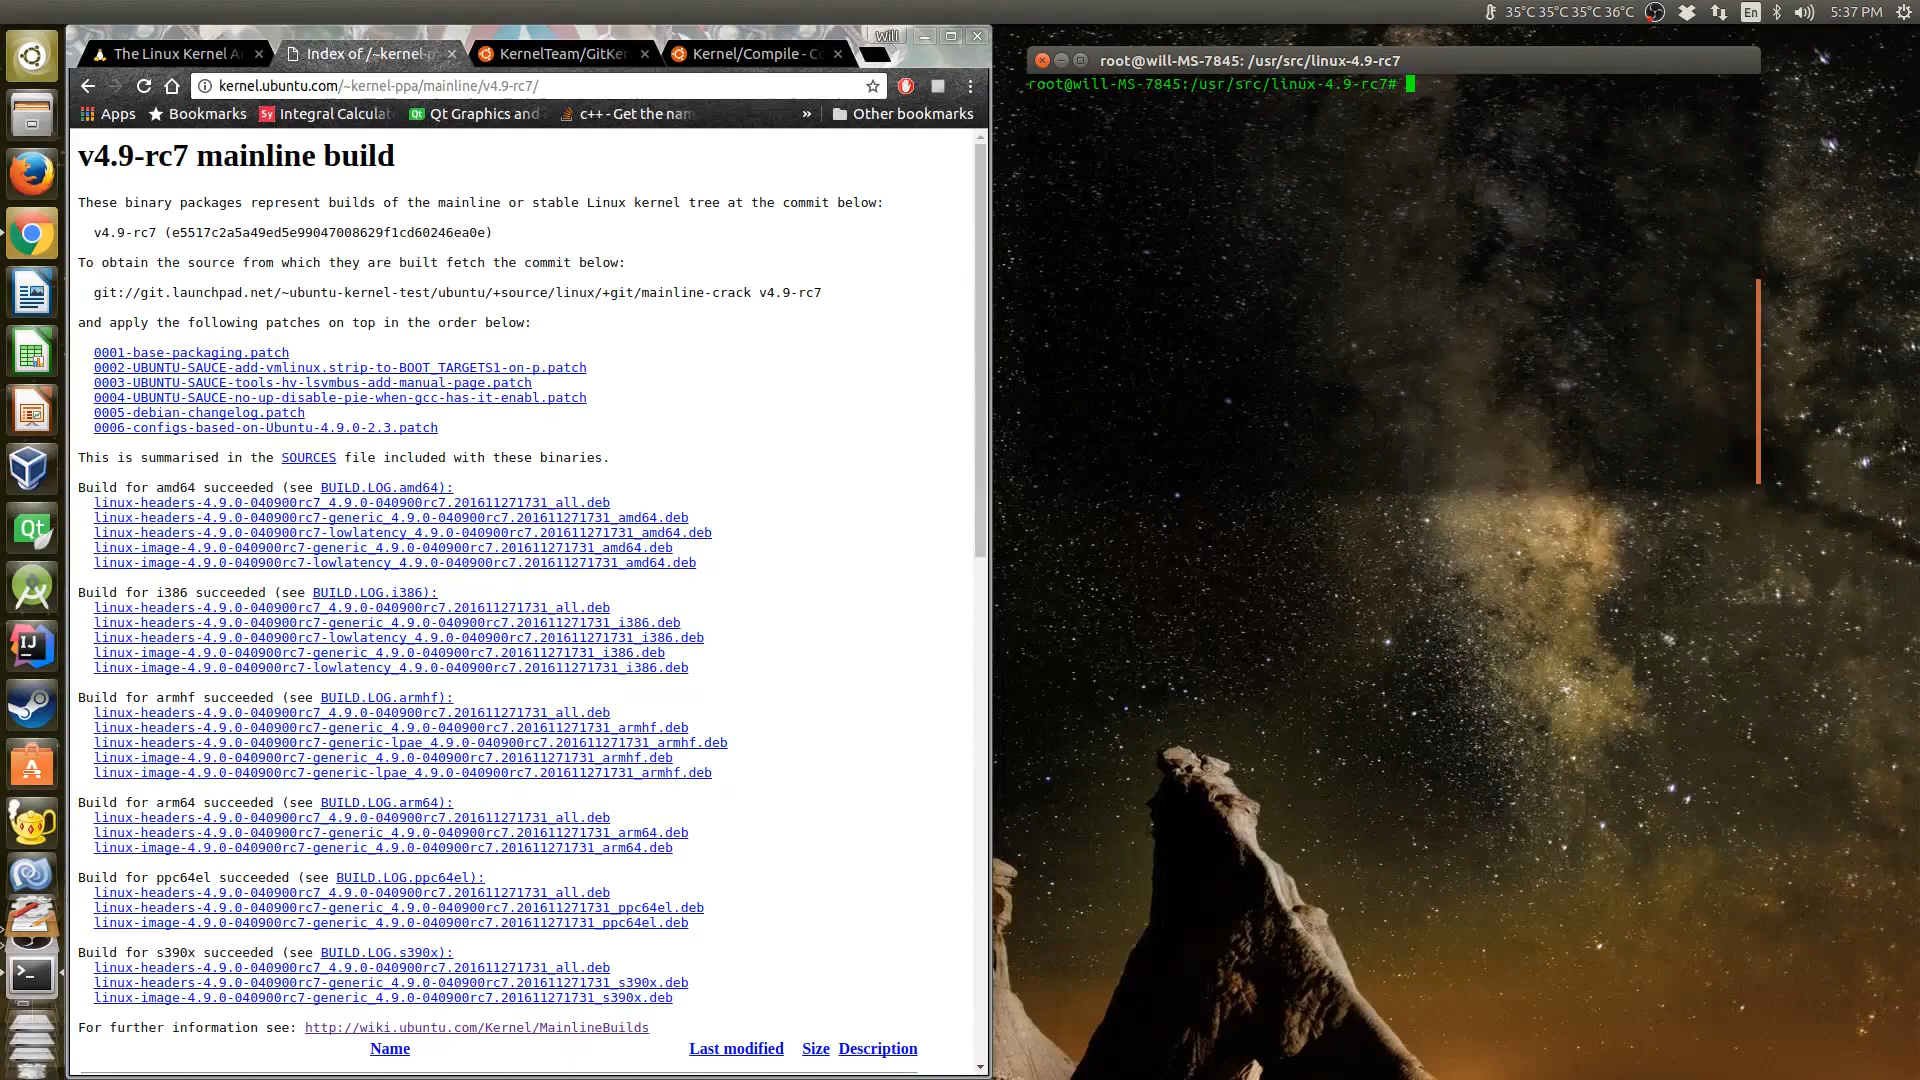 35°C 35°C 35°C 36°C En 5:37 PM
Will
The Linux Kernel Ar
Index of /~kernel-p
KernelTeam/GitKer
Kernel/Compile - Co
kernel.ubuntu.com/~kernel-ppa/mainline/v4.9-rc7/
Apps Bookmarks Sy Integral Calculat Qt Qt Graphics and c++ - Get the nam » Other bookmarks
v4.9-rc7 mainline build
These binary packages represent builds of the mainline or stable Linux kernel tree at the commit below:
v4.9-rc7 (e5517c2a5a49ed5e99047008629f1cd60246ea0e)
To obtain the source from which they are built fetch the commit below:
git://git.launchpad.net/~ubuntu-kernel-test/ubuntu/+source/linux/+git/mainline-crack v4.9-rc7
and apply the following patches on top in the order below:
0001-base-packaging.patch
0002-UBUNTU-SAUCE-add-vmlinux.strip-to-BOOT_TARGETS1-on-p.patch
0003-UBUNTU-SAUCE-tools-hv-lsvmbus-add-manual-page.patch
0004-UBUNTU-SAUCE-no-up-disable-pie-when-gcc-has-it-enabl.patch
0005-debian-changelog.patch
0006-configs-based-on-Ubuntu-4.9.0-2.3.patch
This is summarised in the SOURCES file included with these binaries.
Build for amd64 succeeded (see BUILD.LOG.amd64):
linux-headers-4.9.0-040900rc7_4.9.0-040900rc7.201611271731_all.deb
linux-headers-4.9.0-040900rc7-generic_4.9.0-040900rc7.201611271731_amd64.deb
linux-headers-4.9.0-040900rc7-lowlatency_4.9.0-040900rc7.201611271731_amd64.deb
linux-image-4.9.0-040900rc7-generic_4.9.0-040900rc7.201611271731_amd64.deb
linux-image-4.9.0-040900rc7-lowlatency_4.9.0-040900rc7.201611271731_amd64.deb
Build for i386 succeeded (see BUILD.LOG.i386):
linux-headers-4.9.0-040900rc7_4.9.0-040900rc7.201611271731_all.deb
linux-headers-4.9.0-040900rc7-generic_4.9.0-040900rc7.201611271731_i386.deb
linux-headers-4.9.0-040900rc7-lowlatency_4.9.0-040900rc7.201611271731_i386.deb
linux-image-4.9.0-040900rc7-generic_4.9.0-040900rc7.201611271731_i386.deb
linux-image-4.9.0-040900rc7-lowlatency_4.9.0-040900rc7.201611271731_i386.deb
Build for armhf succeeded (see BUILD.LOG.armhf):
linux-headers-4.9.0-040900rc7_4.9.0-040900rc7.201611271731_all.deb
linux-headers-4.9.0-040900rc7-generic_4.9.0-040900rc7.201611271731_armhf.deb
linux-headers-4.9.0-040900rc7-generic-lpae_4.9.0-040900rc7.201611271731_armhf.deb
linux-image-4.9.0-040900rc7-generic_4.9.0-040900rc7.201611271731_armhf.deb
linux-image-4.9.0-040900rc7-generic-lpae_4.9.0-040900rc7.201611271731_armhf.deb
Build for arm64 succeeded (see BUILD.LOG.arm64):
linux-headers-4.9.0-040900rc7_4.9.0-040900rc7.201611271731_all.deb
linux-headers-4.9.0-040900rc7-generic_4.9.0-040900rc7.201611271731_arm64.deb
linux-image-4.9.0-040900rc7-generic_4.9.0-040900rc7.201611271731_arm64.deb
Build for ppc64el succeeded (see BUILD.LOG.ppc64el):
linux-headers-4.9.0-040900rc7_4.9.0-040900rc7.201611271731_all.deb
linux-headers-4.9.0-040900rc7-generic_4.9.0-040900rc7.201611271731_ppc64el.deb
linux-image-4.9.0-040900rc7-generic_4.9.0-040900rc7.201611271731_ppc64el.deb
Build for s390x succeeded (see BUILD.LOG.s390x):
linux-headers-4.9.0-040900rc7_4.9.0-040900rc7.201611271731_all.deb
linux-headers-4.9.0-040900rc7-generic_4.9.0-040900rc7.201611271731_s390x.deb
linux-image-4.9.0-040900rc7-generic_4.9.0-040900rc7.201611271731_s390x.deb
For further information see: http://wiki.ubuntu.com/Kernel/MainlineBuilds
Name Last modified Size Description
root@will-MS-7845: /usr/src/linux-4.9-rc7
root@will-MS-7845:/usr/src/linux-4.9-rc7#
Qt
IJ